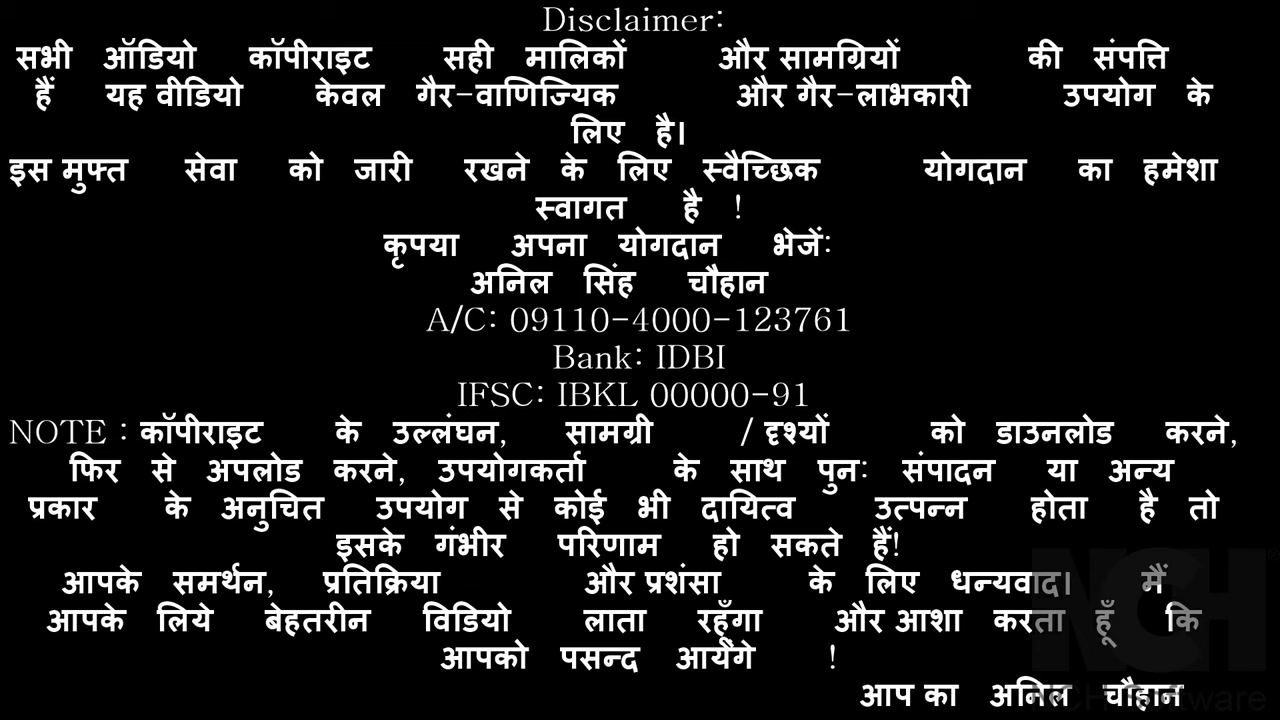 Disclaimer:
सभी ऑडियो कॉपीराइट सही मालिकों और सामग्रियों की संपत्ति
हैं यह वीडियो केवल गैर-वाणिज्यिक और गैर-लाभकारी उपयोग के
लिए है।
इस मुफ्त सेवा को जारी रखने के लिए स्वैच्छिक योगदान का हमेशा
स्वागत है !
कृपया अपना योगदान भेजें:
अनिल सिंह चौहान
A/C: 09110-4000-123761
Bank: IDBI
IFSC: IBKL 00000-91
NOTE : कॉपीराइट के उल्लंघन, सामग्री / दृश्यों को डाउनलोड करने,
फिर से अपलोड करने, उपयोगकर्ता के साथ पुन: संपादन या अन्य
प्रकार के अनुचित उपयोग से कोई भी दायित्व उत्पन्न होता है तो
इसके गंभीर परिणाम हो सकते हैं!
आपके समर्थन, प्रतिक्रिया और प्रशंसा के लिए धन्यवाद। मैं
आपके लिये बेहतरीन विडियो लाता रहूँगा और आशा करता हूँ कि
आपको पसन्द आयेंगे !
आप का अनिल चौहान
NCH
NCH Software